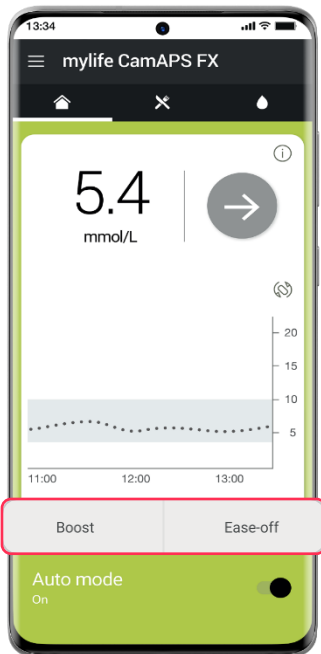 13:34
mylife CamAPS FX
5.4
mmol/L
20
15
10
5
11:00 12:00 13:00
Boost Ease-off
Auto mode
On